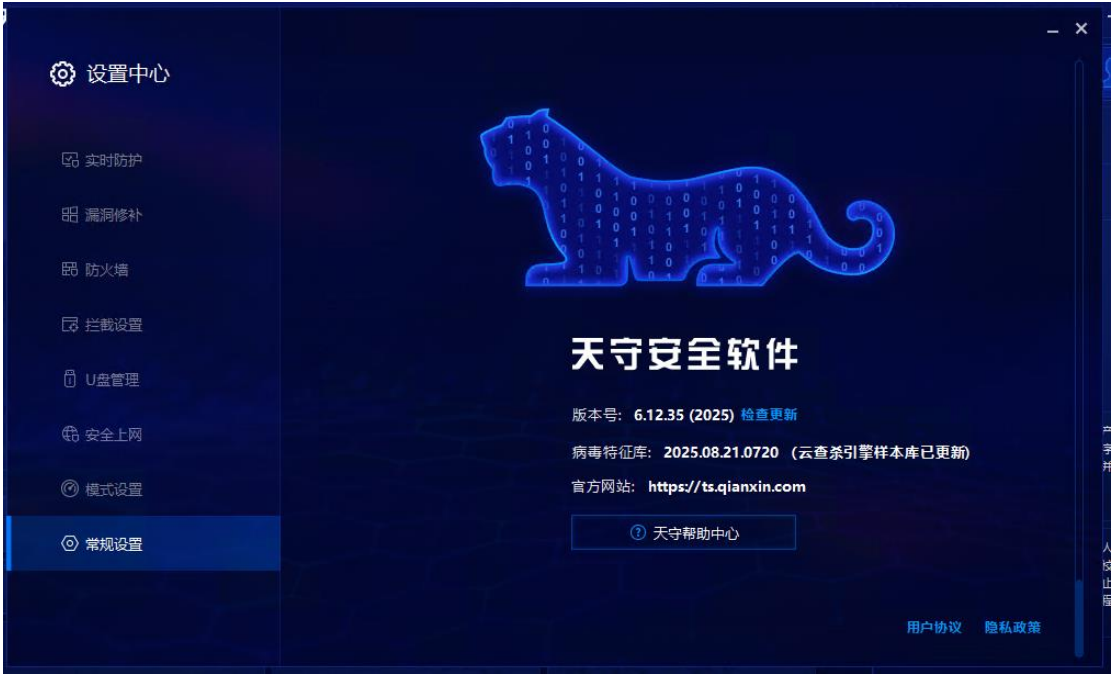 设置中心
实时防护
漏洞修补
防火墙
拦截设置
U盘管理
安全上网
模式设置
常规设置
天守安全软件
版本号: 6.12.35 (2025) 检查更新
病毒特征库: 2025.08.21.0720 （云查杀引擎样本库已更新)
官方网站: https://ts.qianxin.com
天守帮助中心
用户协议 隐私政策